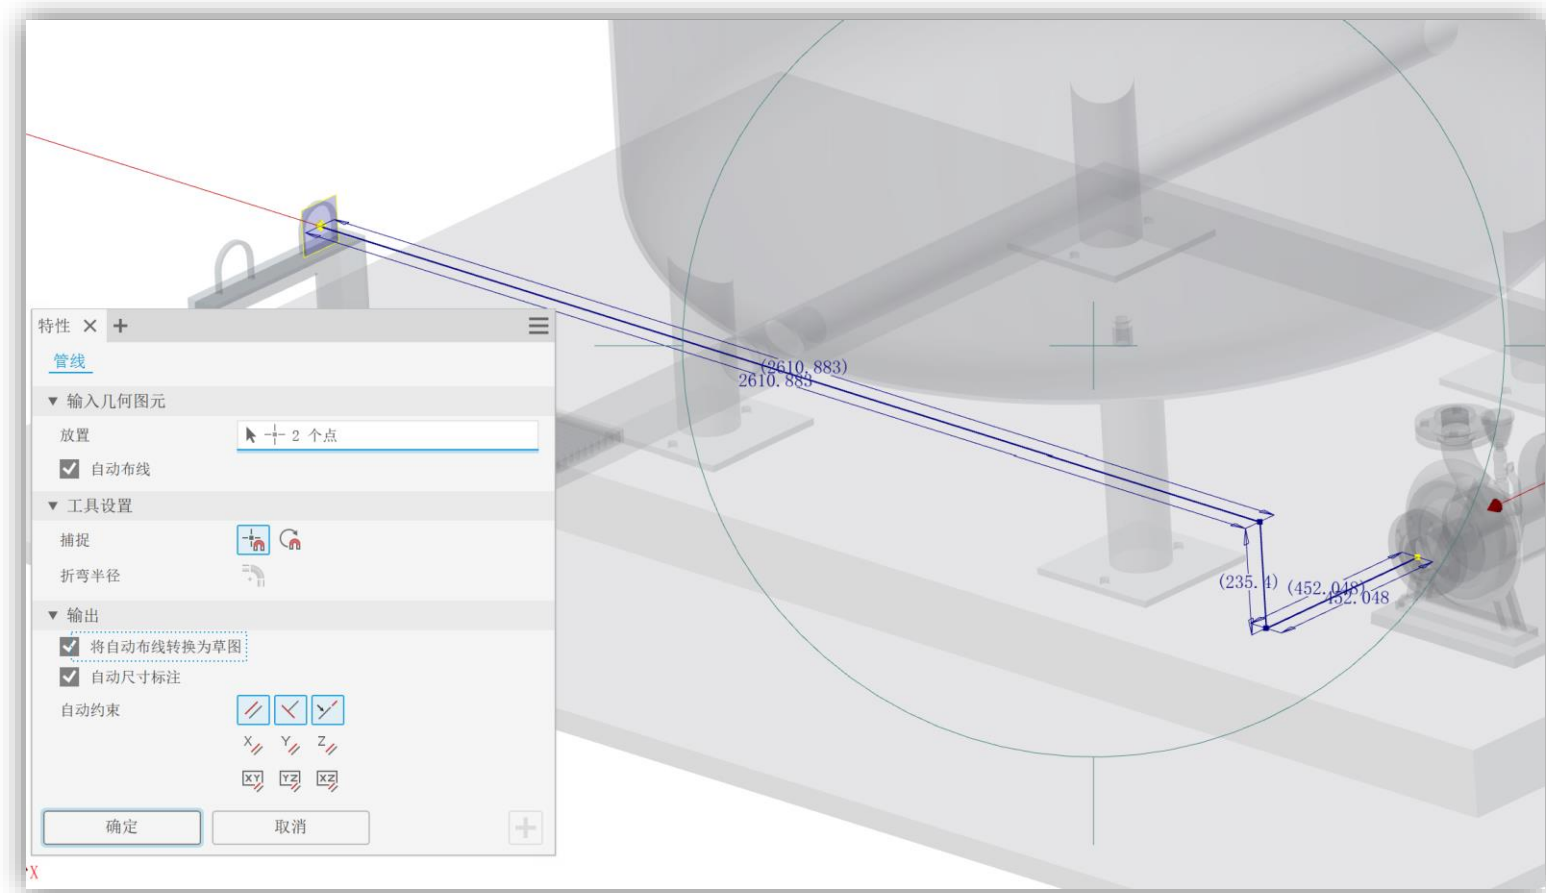 特性
管线
输入几何图元
放置
2 个点
自动布线
工具设置
捕捉
折弯半径
输出
将自动布线转换为草图
自动尺寸标注
自动约束
X Y Z
XY YZ XZ
确定 取消
X
(2610.883)
2610.883
(235.4)
(452.048)
452.048